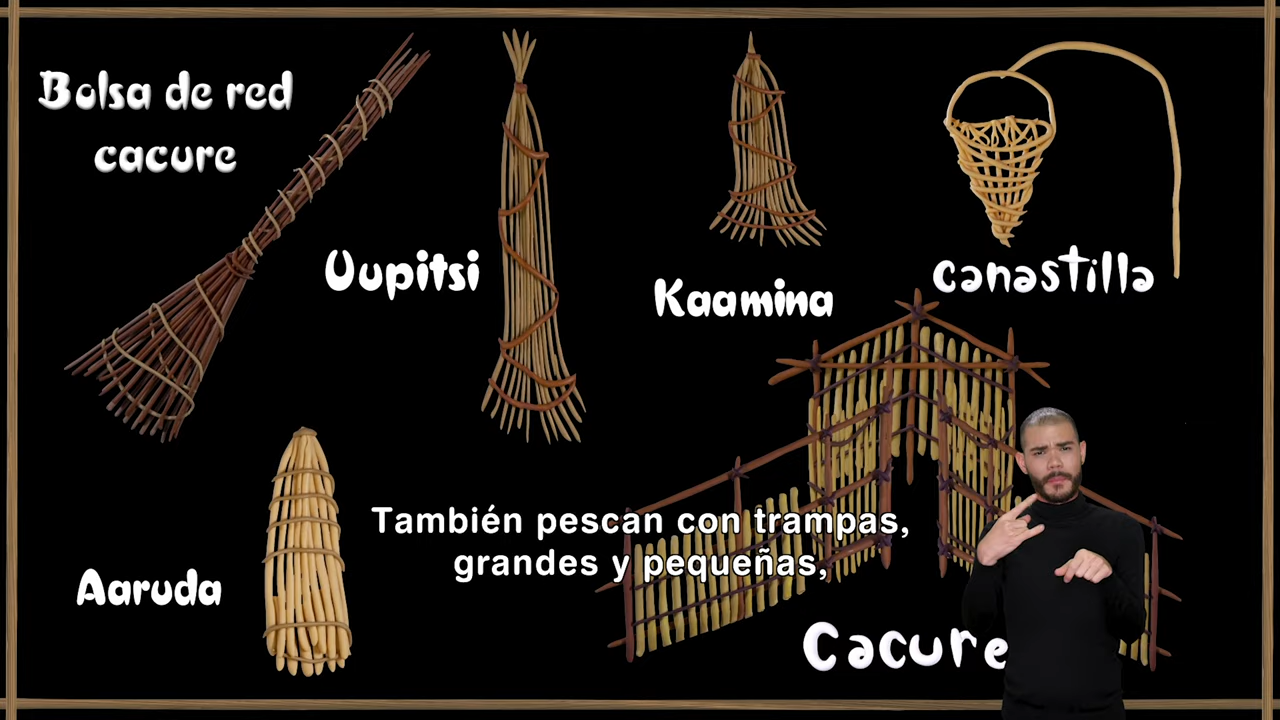 Bolsa de red
cacure
Uupitsi
Kaamina
canastilla
Aaruda
También pescan con trampas,
grandes y pequeñas,
Cacure